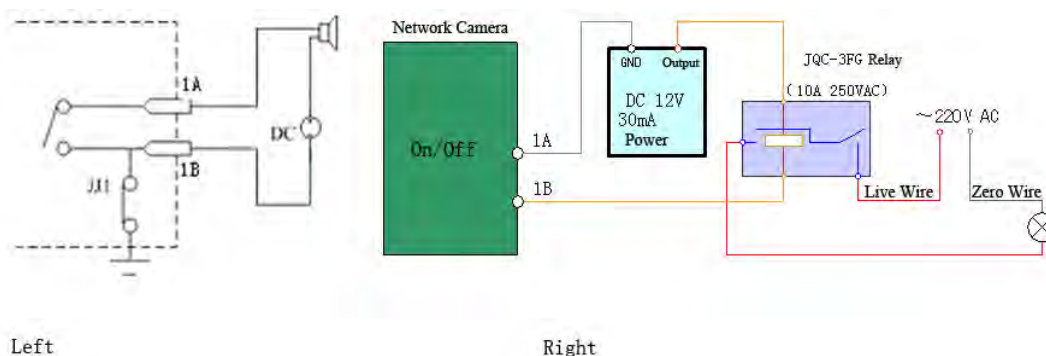 1A
DC
1B
JJ1
Left
Network Camera
On/Off
1A
1B
GND Output
DC 12V
30mA
Power
JQC-3FG Relay
(10A 250VAC)
~220V AC
Live Wire
Zero Wire
Right